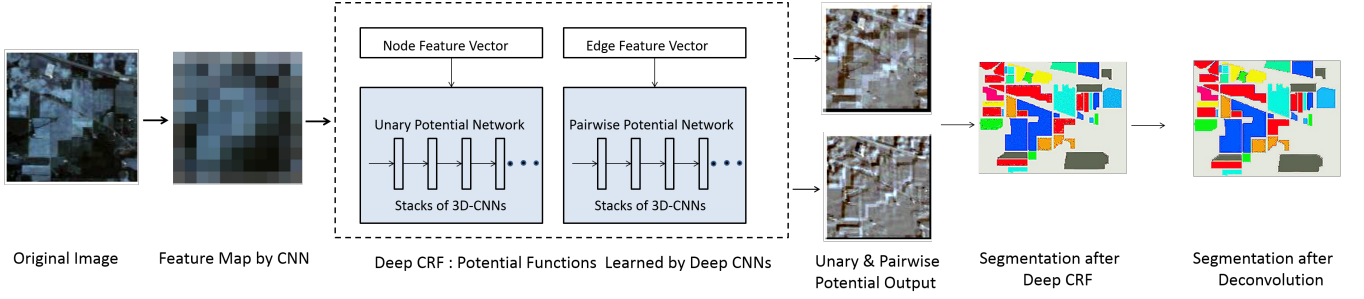 Node Feature Vector
Edge Feature Vector
Unary Potential Network
Pairwise Potential Network
Stacks of 3D-CNNs
Stacks of 3D-CNNs
Original Image
Feature Map by CNN
Deep CRF : Potential Functions Learned by Deep CNNs
Unary & Pairwise
Potential Output
Segmentation after
Deep CRF
Segmentation after
Deconvolution